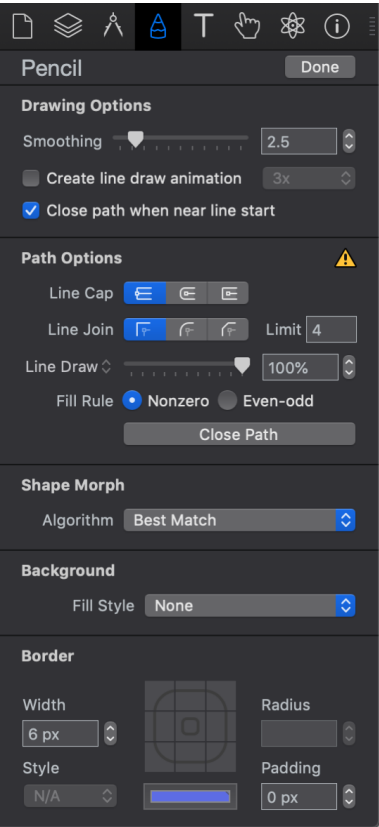 Pencil Done
Drawing Options
Smoothing 2.5
Create line draw animation 3x
Close path when near line start
Path Options
Line Cap
Line Join Limit 4
Line Draw 100%
Fill Rule Nonzero Even-odd
Close Path
Shape Morph
Algorithm Best Match
Background
Fill Style None
Border
Width Radius
6 px
Style Padding
N/A 0 px